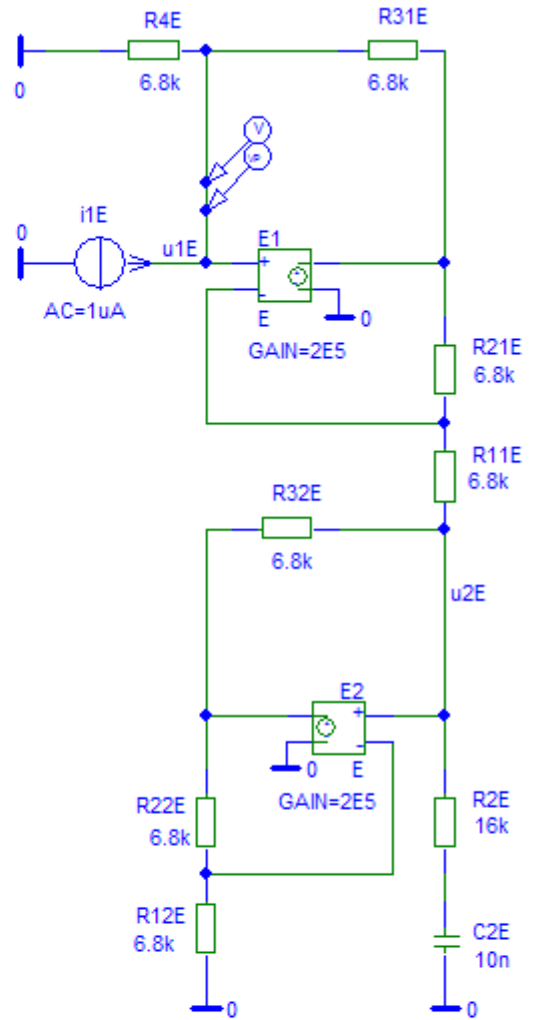 R4E
R31E
6.8k
6.8k
0
V
VP
i1E
0
u1E
E1
+
-
AC=1uA
E
0
GAIN=2E5
R21E
6.8k
R11E
6.8k
R32E
6.8k
u2E
E2
+
-
0
E
GAIN=2E5
R22E
6.8k
R2E
16k
R12E
6.8k
C2E
10n
0
0